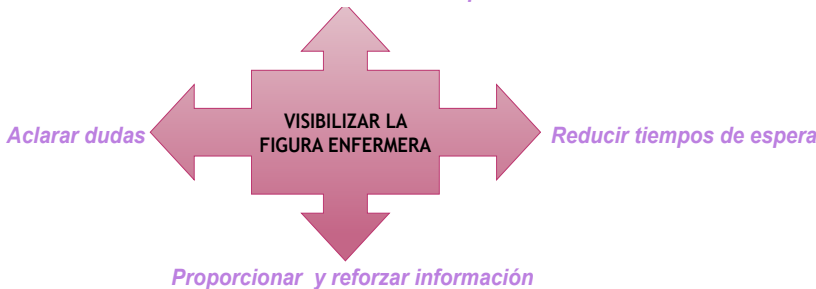 VISIBILIZAR LA
FIGURA ENFERMERA
Aclarar dudas
Reducir tiempos de espera
Proporcionar y reforzar información